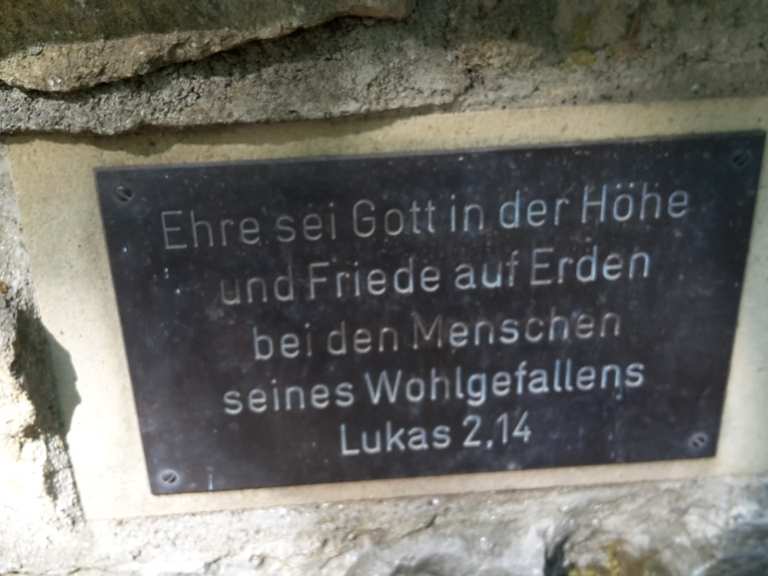 Ehre sei Gott in der Höhe
und Friede auf Erden
bei den Menschen
seines Wohlgefallens
Lukas 2,14